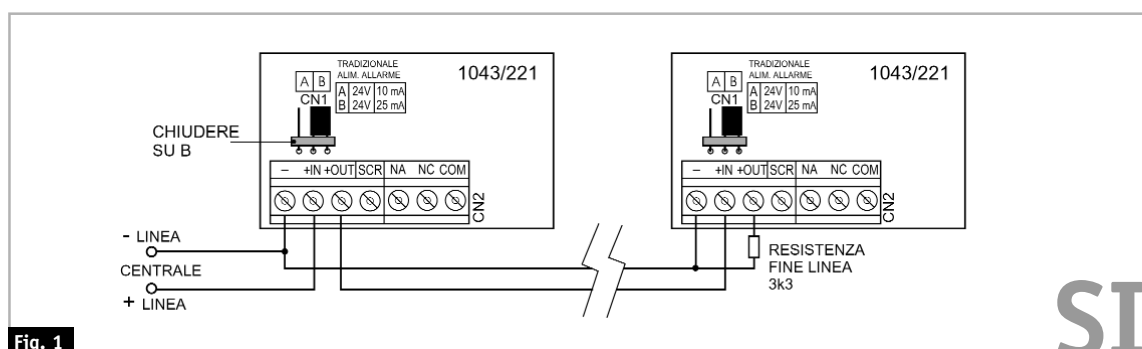 TRADIZIONALE
ALIM. ALLARME
A B
CN1
A 24V 10 mA
B 24V 25 mA
1043/221
CHIUDERE
SU B
– +IN +OUT SCR NA NC COM
CN2
TRADIZIONALE
ALIM. ALLARME
A B
CN1
A 24V 10 mA
B 24V 25 mA
1043/221
– +IN +OUT SCR NA NC COM
CN2
- LINEA
CENTRALE
+ LINEA
RESISTENZA
FINE LINEA
3k3
SI
Fig. 1